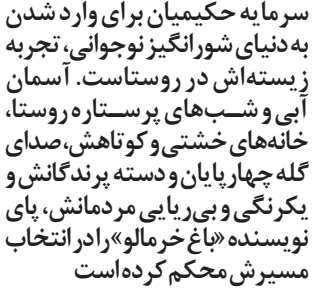 سرمایه حکیمیان برای وارد شدن
به دنیای شورانگیز نوجوانی، تجربه
زیسته‌اش در روستاست. آسمان
آبی و شب‌های پرستاره روستا،
خانه‌های خشتی و کوتاهش، صدای
گله چهارپایان و دسته پرندگانش و
یکرنگی و بی‌ریایی مردمانش، پای
نویسنده «باغ خرمالو» را در انتخاب
مسیرش محکم کرده است